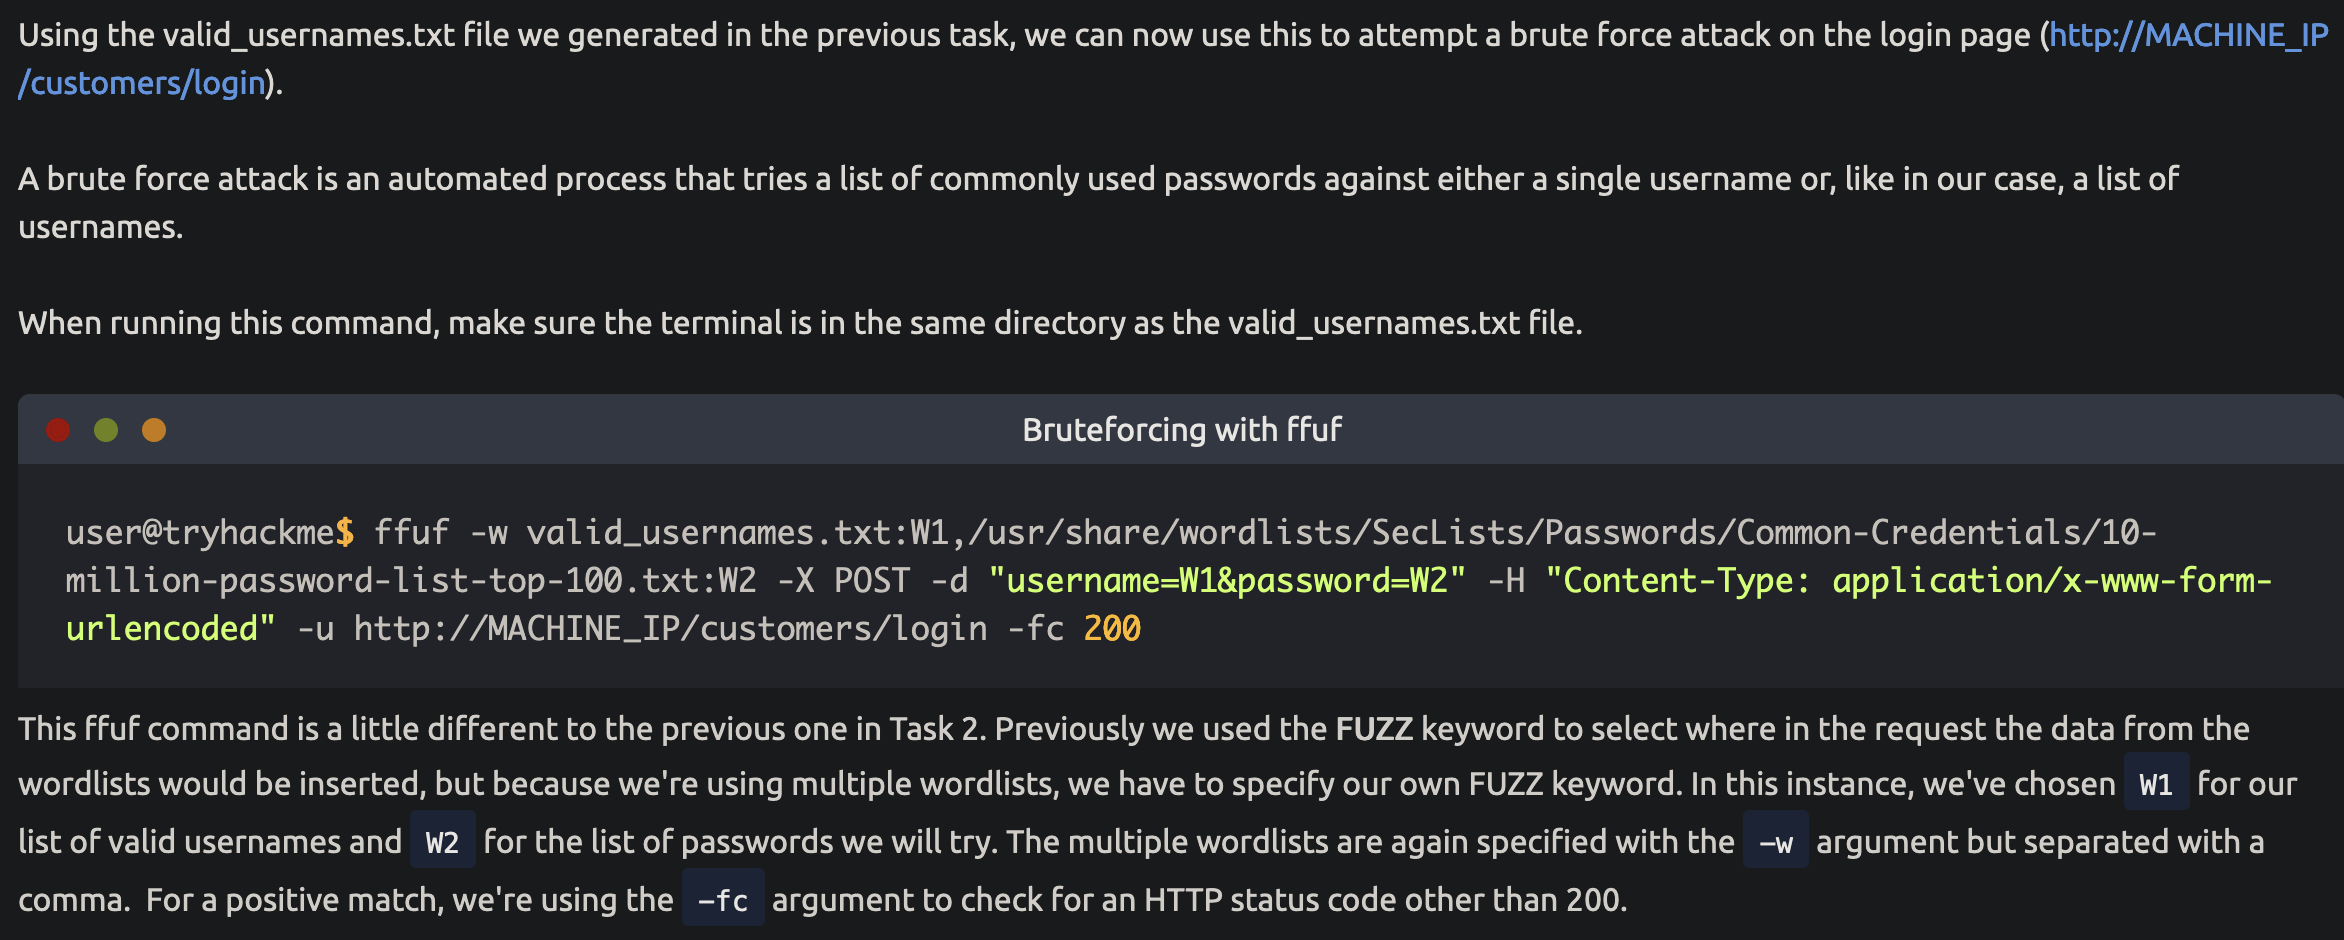 Using the valid_usernames.txt file we generated in the previous task, we can now use this to attempt a brute force attack on the login page (http://MACHINE_IP
/customers/login).
A brute force attack is an automated process that tries a list of commonly used passwords against either a single username or, like in our case, a list of
usernames.
When running this command, make sure the terminal is in the same directory as the valid_usernames.txt file.
Bruteforcing with ffuf
user@tryhackme$ ffuf -w valid_usernames.txt:W1,/usr/share/wordlists/SecLists/Passwords/Common-Credentials/10-
million-password-list-top-100.txt:W2 -X POST -d "username=W1&password=W2" -H "Content-Type: application/x-www-form-
urlencoded" -u http://MACHINE_IP/customers/login -fc 200
This ffuf command is a little different to the previous one in Task 2. Previously we used the FUZZ keyword to select where in the request the data from the
wordlists would be inserted, but because we're using multiple wordlists, we have to specify our own FUZZ keyword. In this instance, we've chosen W1 for our
list of valid usernames and W2 for the list of passwords we will try. The multiple wordlists are again specified with the -w argument but separated with a
comma.  For a positive match, we're using the -fc argument to check for an HTTP status code other than 200.